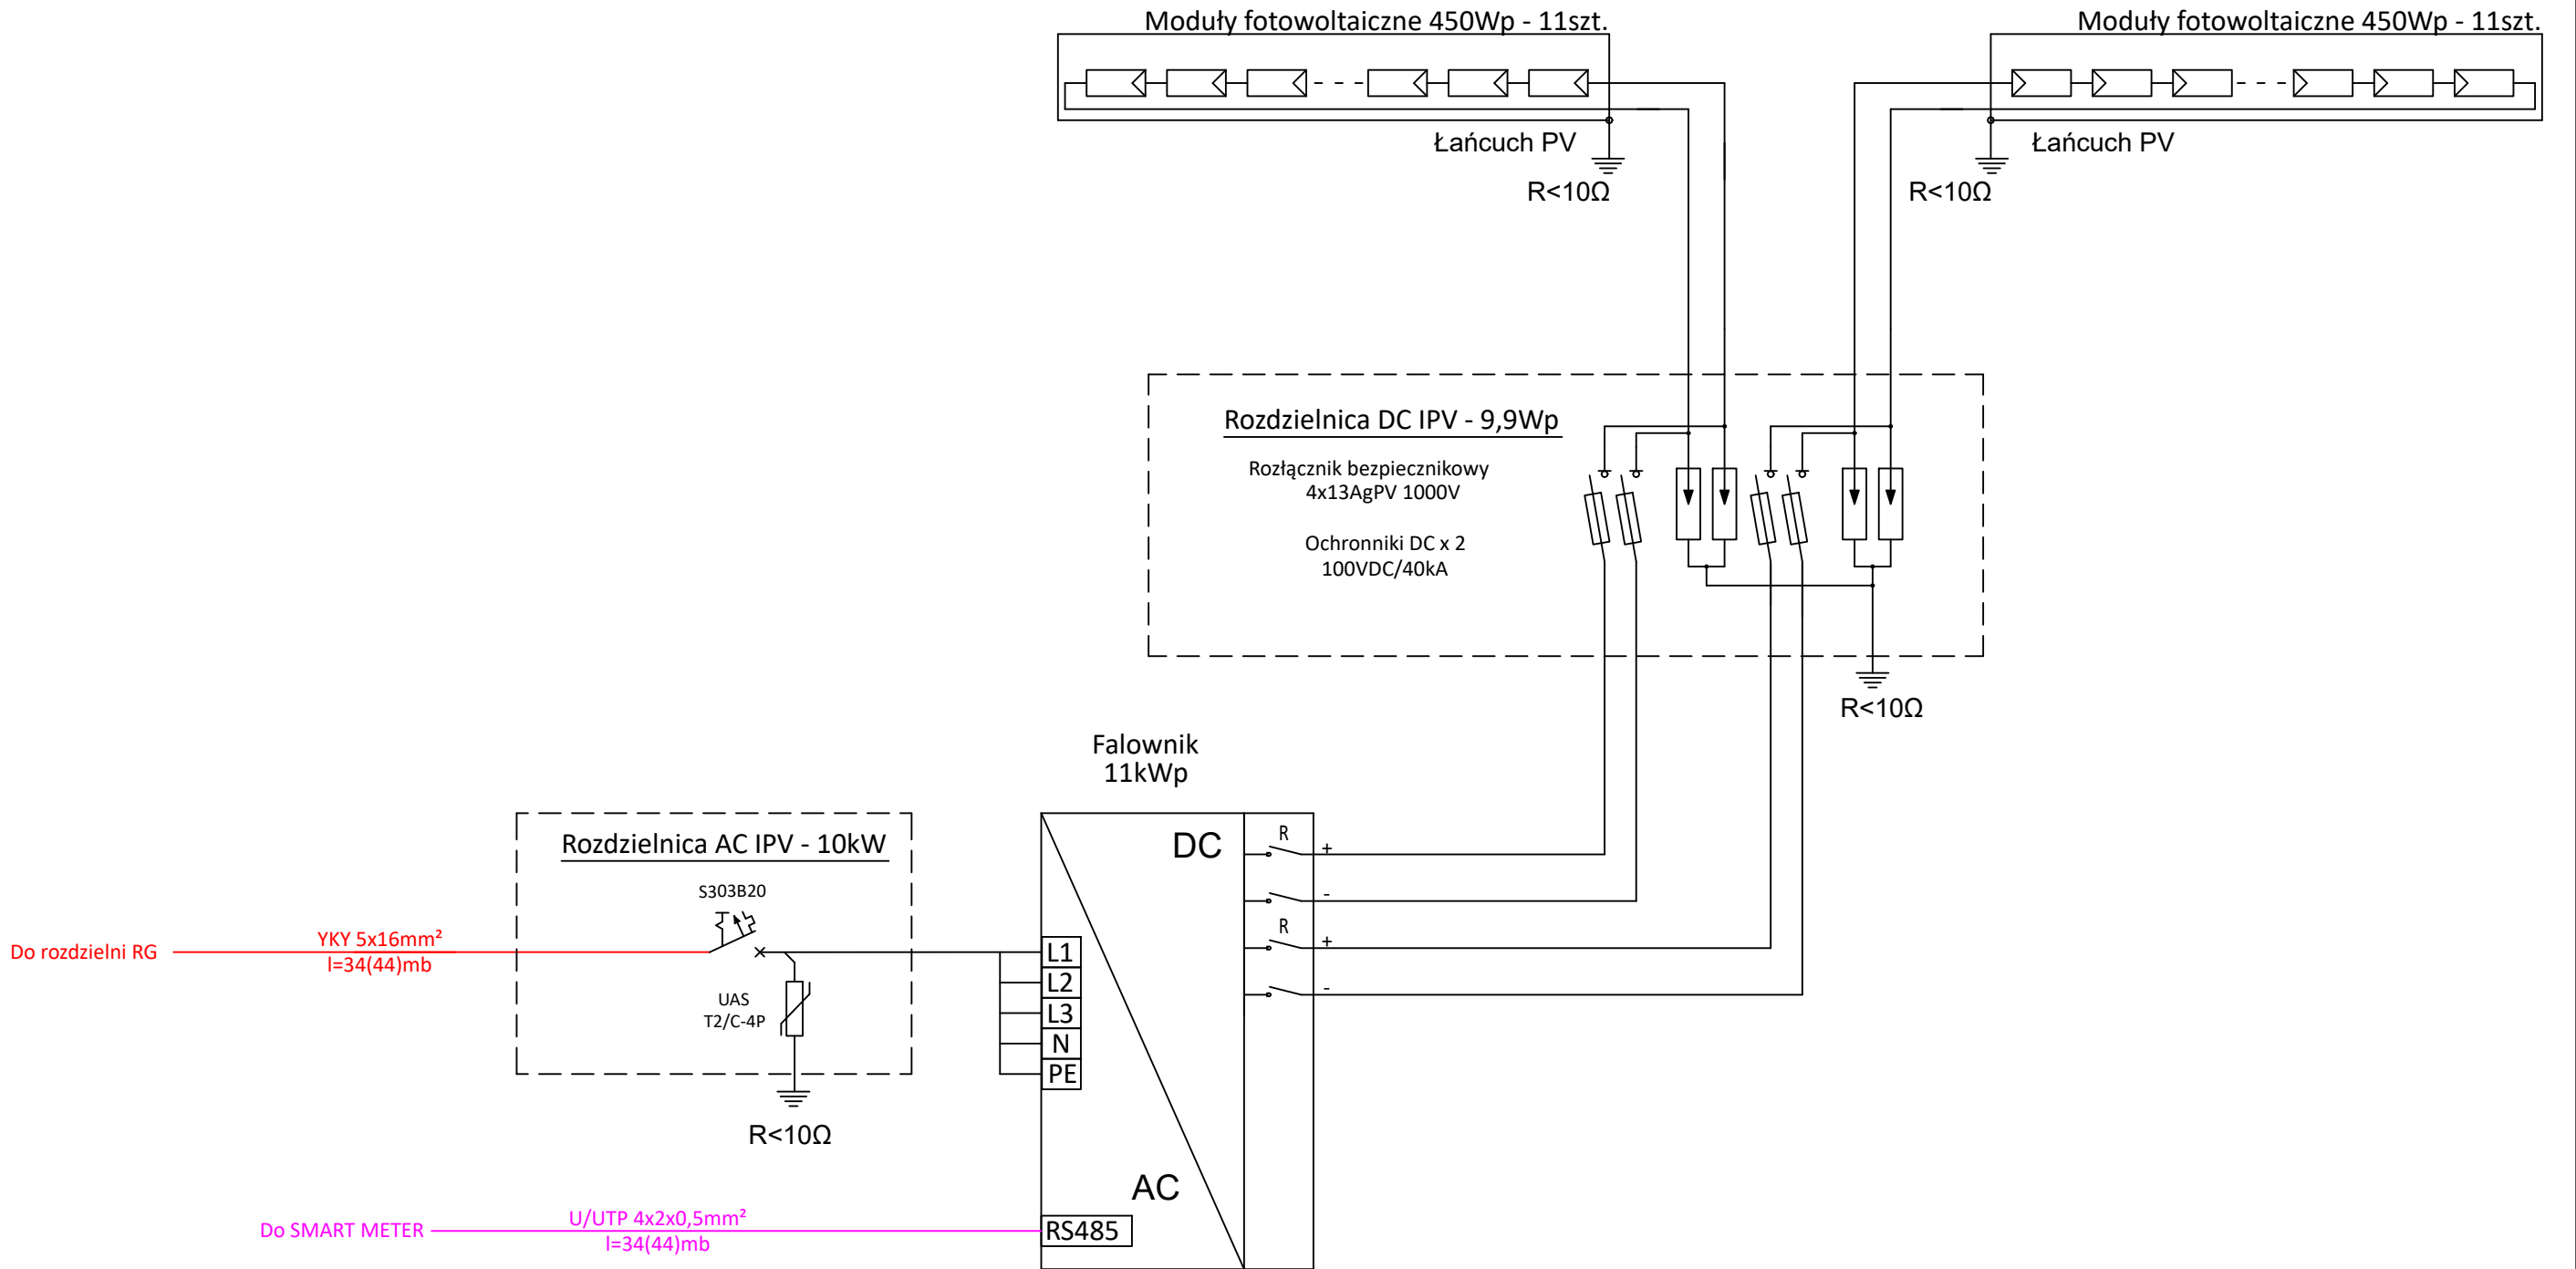 Moduły fotowoltaiczne 450Wp - 11szt.
Moduły fotowoltaiczne 450Wp - 11szt.
Łańcuch PV
Łańcuch PV
R<10Ω
R<10Ω
Rozdzielnica DC IPV - 9,9Wp
Rozłącznik bezpiecznikowy
4x13AgPV 1000V
Ochronniki DC x 2
100VDC/40kA
R<10Ω
Falownik
11kWp
Rozdzielnica AC IPV - 10kW
S303B20
DC
R
+
-
R
+
-
Do rozdzielni RG
YKY 5x16mm²
l=34(44)mb
UAS
T2/C-4P
L1
L2
L3
N
PE
R<10Ω
AC
Do SMART METER
U/UTP 4x2x0,5mm²
l=34(44)mb
RS485